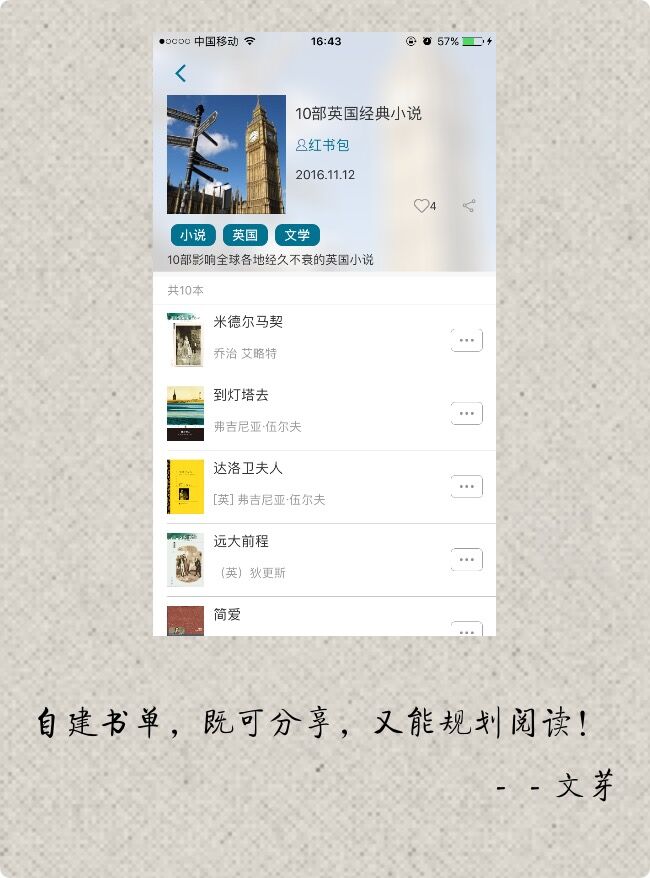 中国移动 16:43 57%
10部英国经典小说
红书包
2016.11.12
4
小说 英国 文学
10部影响全球各地经久不衰的英国小说
共10本
米德尔马契
乔治 艾略特
到灯塔去
弗吉尼亚·伍尔夫
达洛卫夫人
[英] 弗吉尼亚·伍尔夫
远大前程
（英）狄更斯
简爱
自建书单，既可分享，又能规划阅读！
--文芽